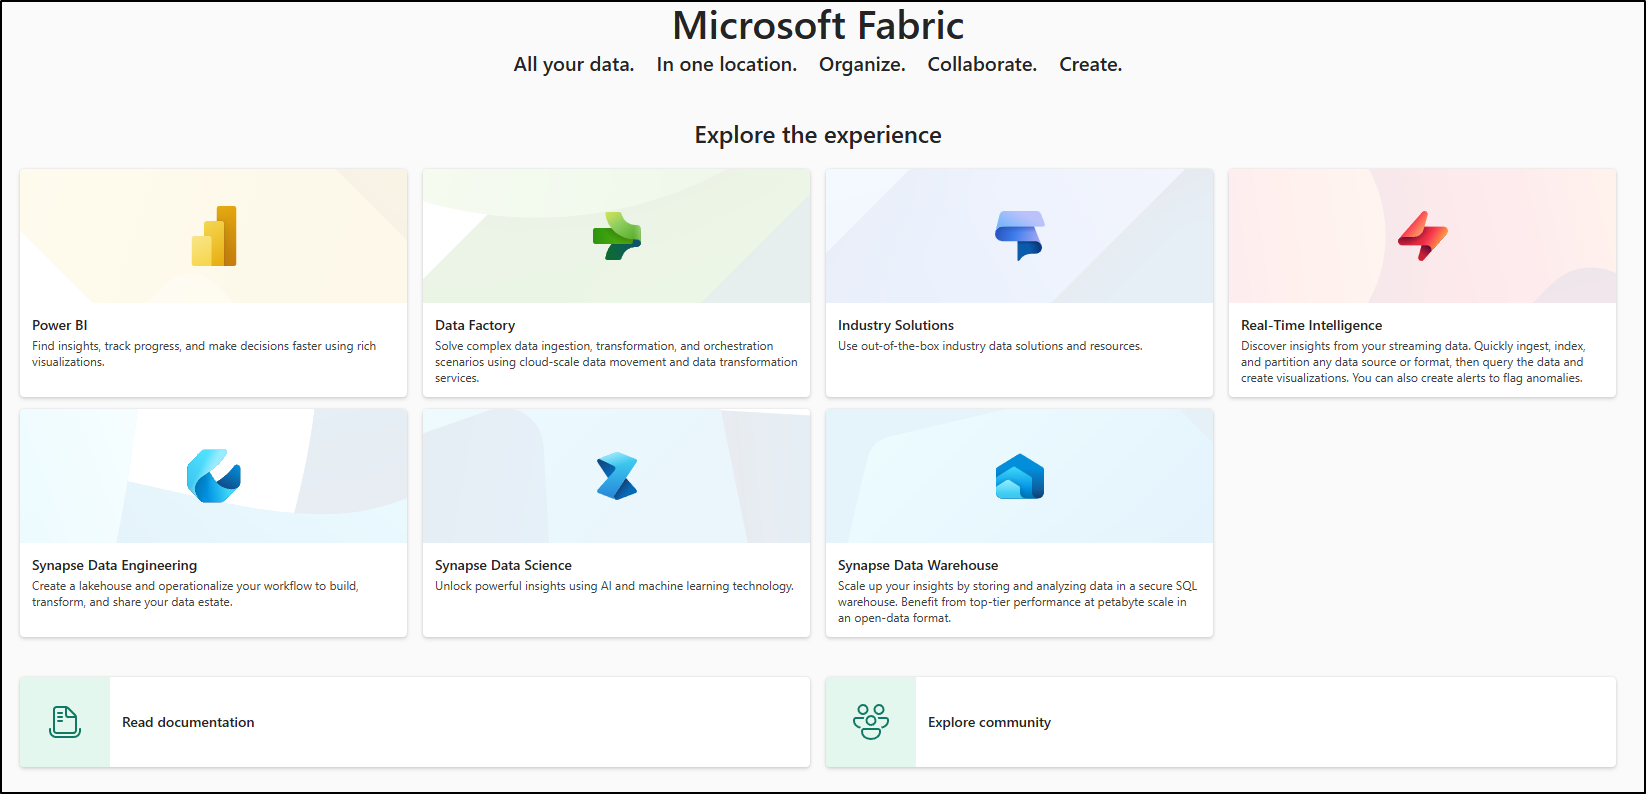 Microsoft Fabric
All your data. In one location. Organize. Collaborate. Create.
Explore the experience
Power BI
Find insights, track progress, and make decisions faster using rich
visualizations.
Data Factory
Solve complex data ingestion, transformation, and orchestration
scenarios using cloud-scale data movement and data transformation
services.
Industry Solutions
Use out-of-the-box industry data solutions and resources.
Real-Time Intelligence
Discover insights from your streaming data. Quickly ingest, index,
and partition any data source or format, then query the data and
create visualizations. You can also create alerts to flag anomalies.
Synapse Data Engineering
Create a lakehouse and operationalize your workflow to build,
transform, and share your data estate.
Synapse Data Science
Unlock powerful insights using AI and machine learning technology.
Synapse Data Warehouse
Scale up your insights by storing and analyzing data in a secure SQL
warehouse. Benefit from top-tier performance at petabyte scale in
an open-data format.
Read documentation
Explore community